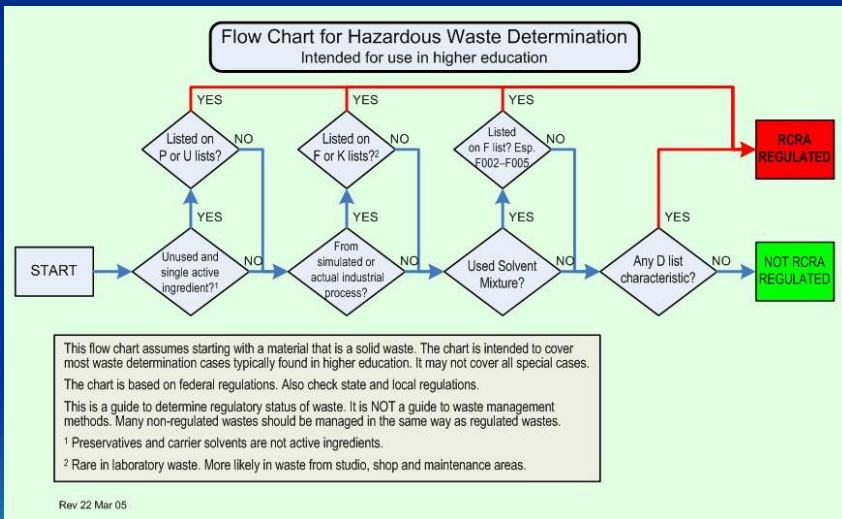 Flow Chart for Hazardous Waste Determination
Intended for use in higher education
YES
YES
YES
Listed on
P or U lists?
NO
Listed on
F or K lists?²
NO
Listed
on F list? Esp.
F002–F005
NO
RCRA
REGULATED
YES
YES
YES
YES
START
Unused and
single active
ingredient?¹
NO
From
simulated or
actual industrial
process?
NO
Used Solvent
Mixture?
NO
Any D list
characteristic?
NO
NOT RCRA
REGULATED
This flow chart assumes starting with a material that is a solid waste. The chart is intended to cover
most waste determination cases typically found in higher education. It may not cover all special cases.
The chart is based on federal regulations. Also check state and local regulations.
This is a guide to determine regulatory status of waste. It is NOT a guide to waste management
methods. Many non-regulated wastes should be managed in the same way as regulated wastes.
¹ Preservatives and carrier solvents are not active ingredients.
² Rare in laboratory waste. More likely in waste from studio, shop and maintenance areas.
Rev 22 Mar 05